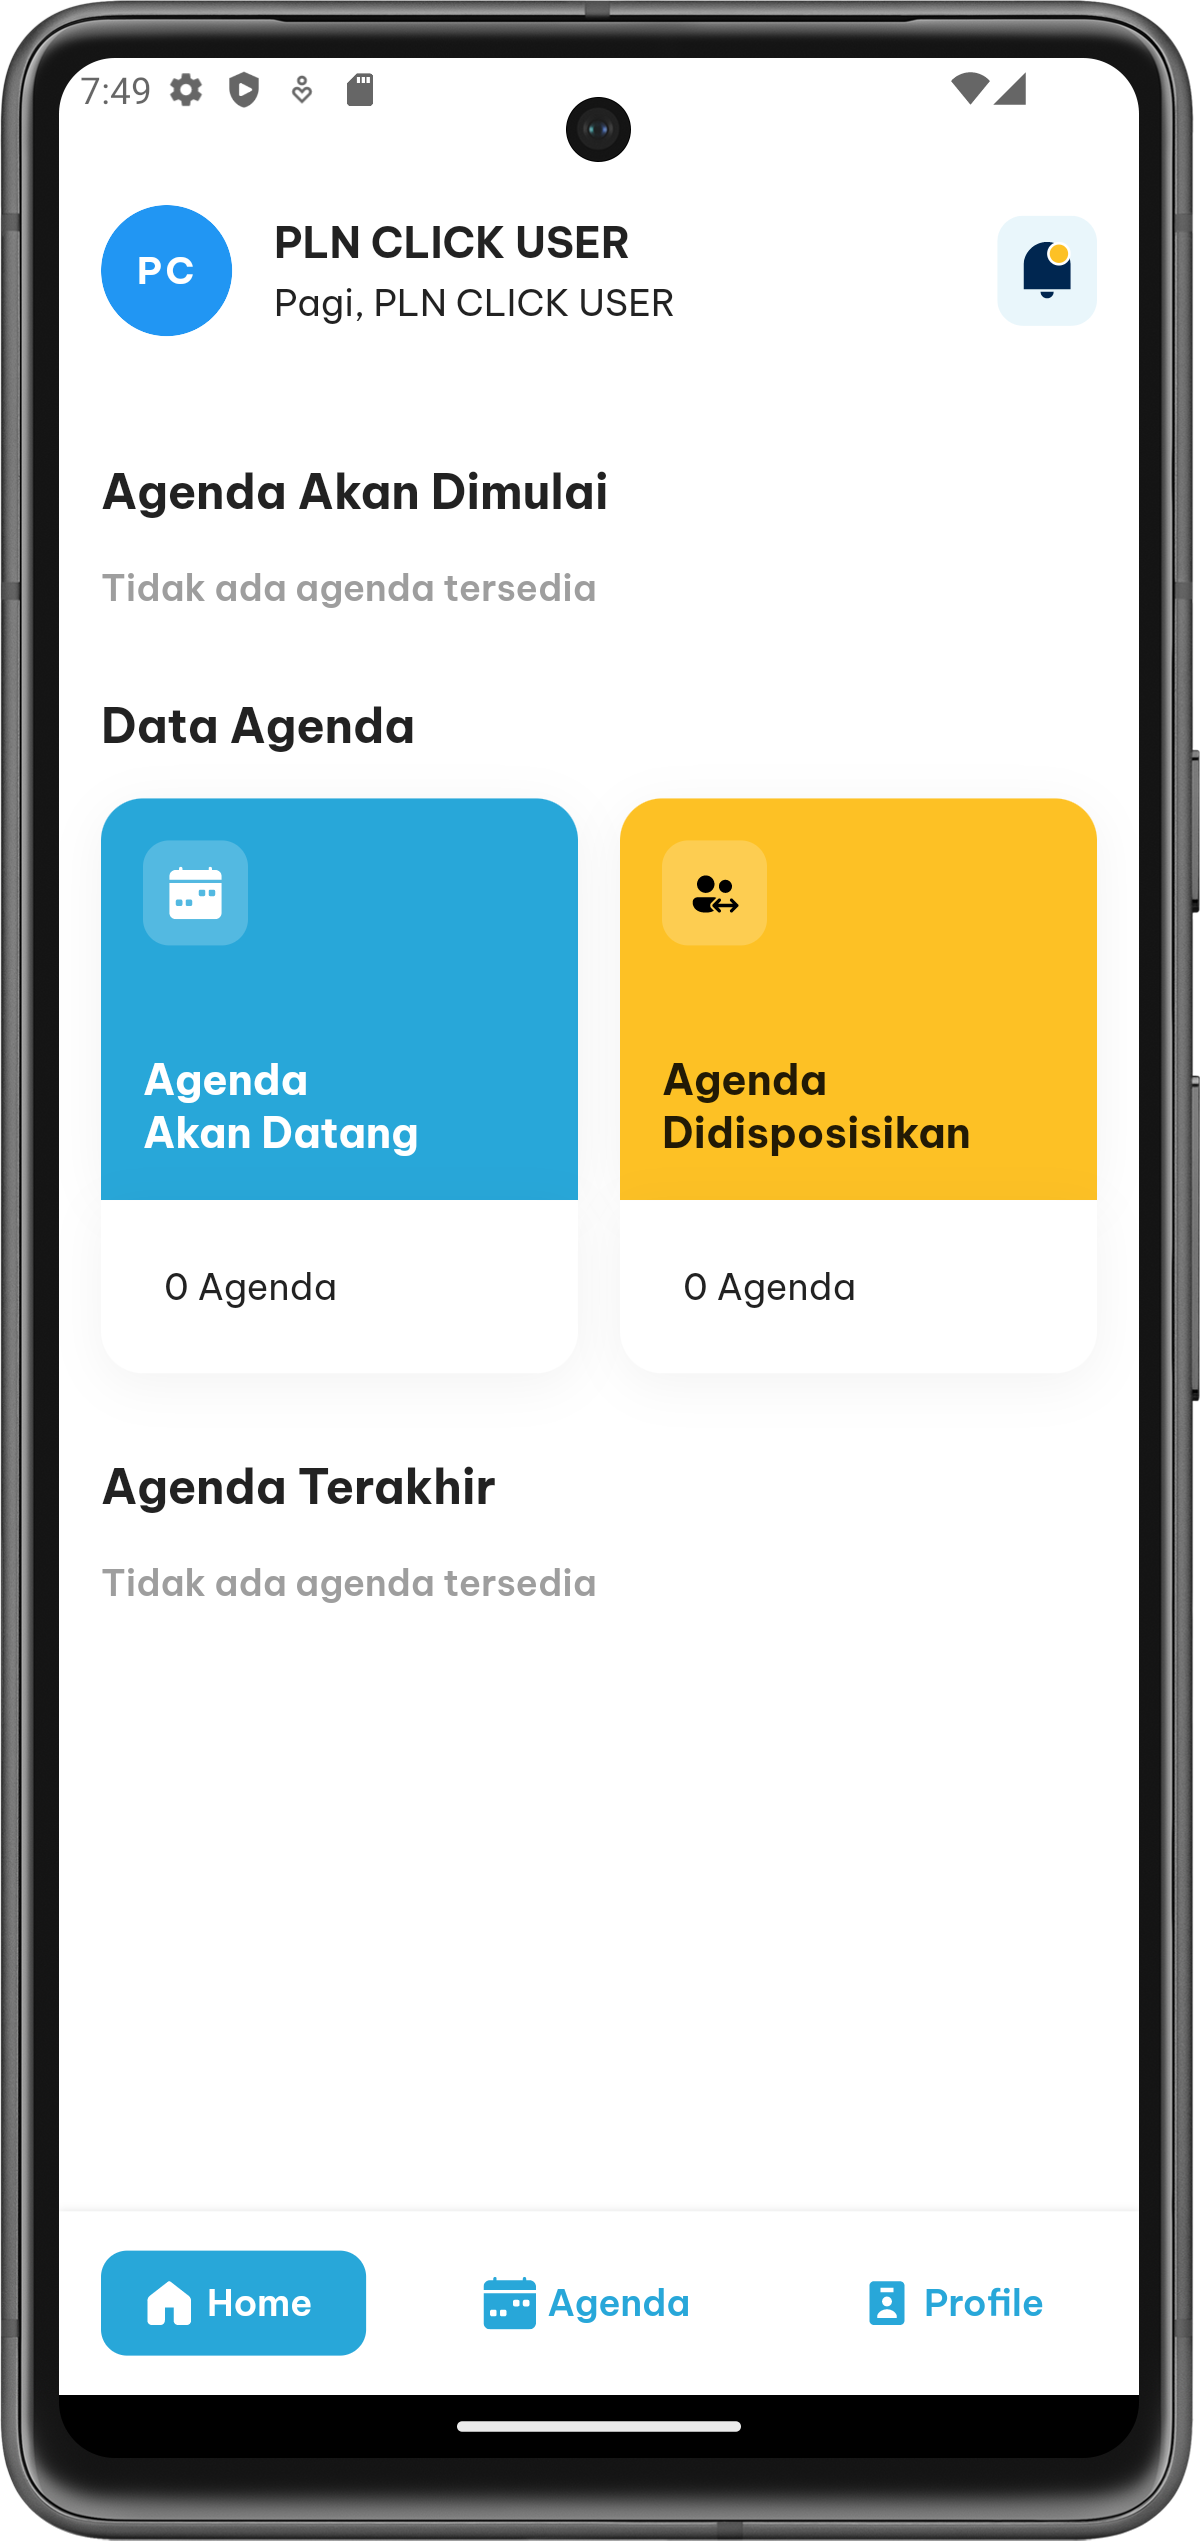 7:49
PC
PLN CLICK USER
Pagi, PLN CLICK USER
Agenda Akan Dimulai
Tidak ada agenda tersedia
Data Agenda
Agenda
Akan Datang
0 Agenda
Agenda
Didisposisikan
0 Agenda
Agenda Terakhir
Tidak ada agenda tersedia
Home
Agenda
Profile